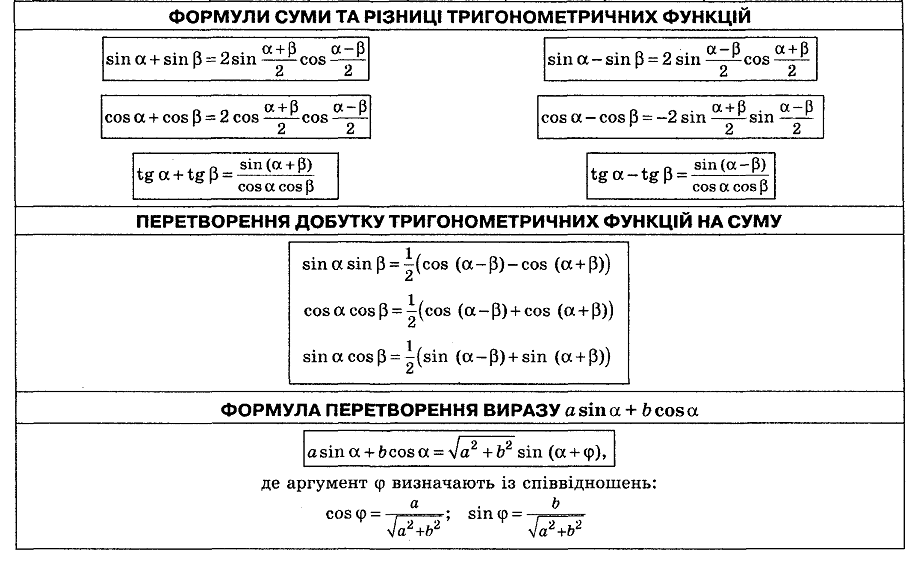 ФОРМУЛИ СУМИ ТА РІЗНИЦІ ТРИГОНОМЕТРИЧНИХ ФУНКЦІЙ
sin α + sin β = 2 sin (α+β)/2 cos (α−β)/2
sin α − sin β = 2 sin (α−β)/2 cos (α+β)/2
cos α + cos β = 2 cos (α+β)/2 cos (α−β)/2
cos α − cos β = −2 sin (α+β)/2 sin (α−β)/2
tg α + tg β = sin (α+β)/cos α cos β
tg α − tg β = sin (α−β)/cos α cos β
ПЕРЕТВОРЕННЯ ДОБУТКУ ТРИГОНОМЕТРИЧНИХ ФУНКЦІЙ НА СУМУ
sin α sin β = 1/2 (cos (α−β) − cos (α+β))
cos α cos β = 1/2 (cos (α−β) + cos (α+β))
sin α cos β = 1/2 (sin (α−β) + sin (α+β))
ФОРМУЛА ПЕРЕТВОРЕННЯ ВИРАЗУ a sin α + b cos α
a sin α + b cos α = √(a² + b²) sin (α + φ),
де аргумент φ визначають із співвідношень:
cos φ = a/√(a²+b²); sin φ = b/√(a²+b²)